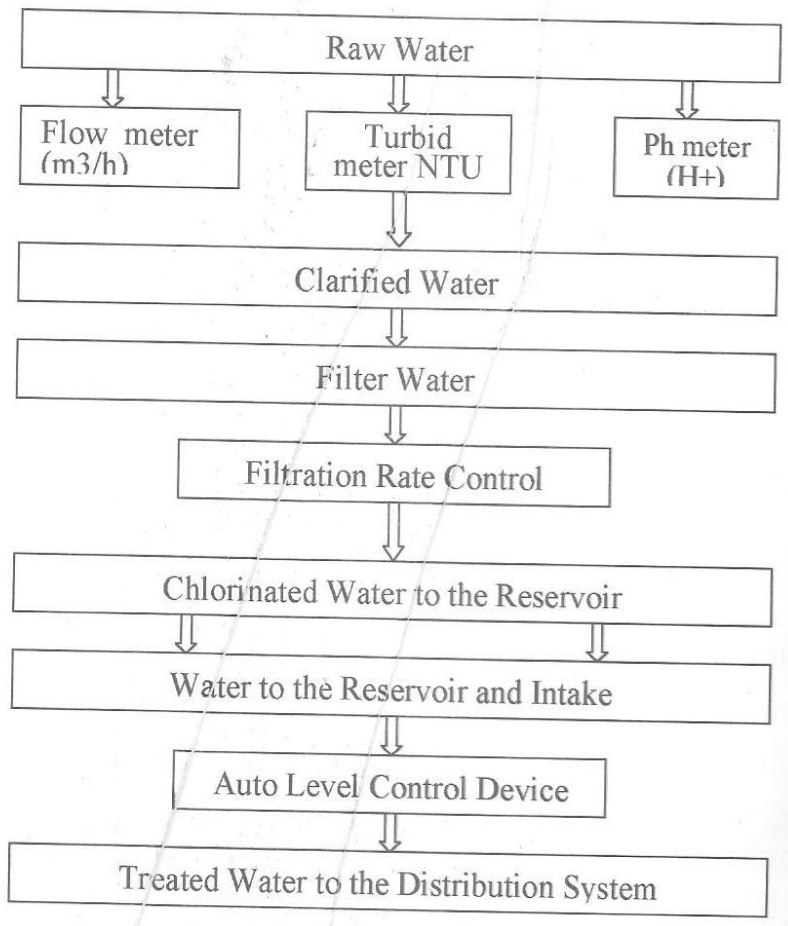 Raw Water
Flow meter
(m3/h)
Turbid
meter NTU
Ph meter
(H+)
Clarified Water
Filter Water
Filtration Rate Control
Chlorinated Water to the Reservoir
Water to the Reservoir and Intake
Auto Level Control Device
Treated Water to the Distribution System